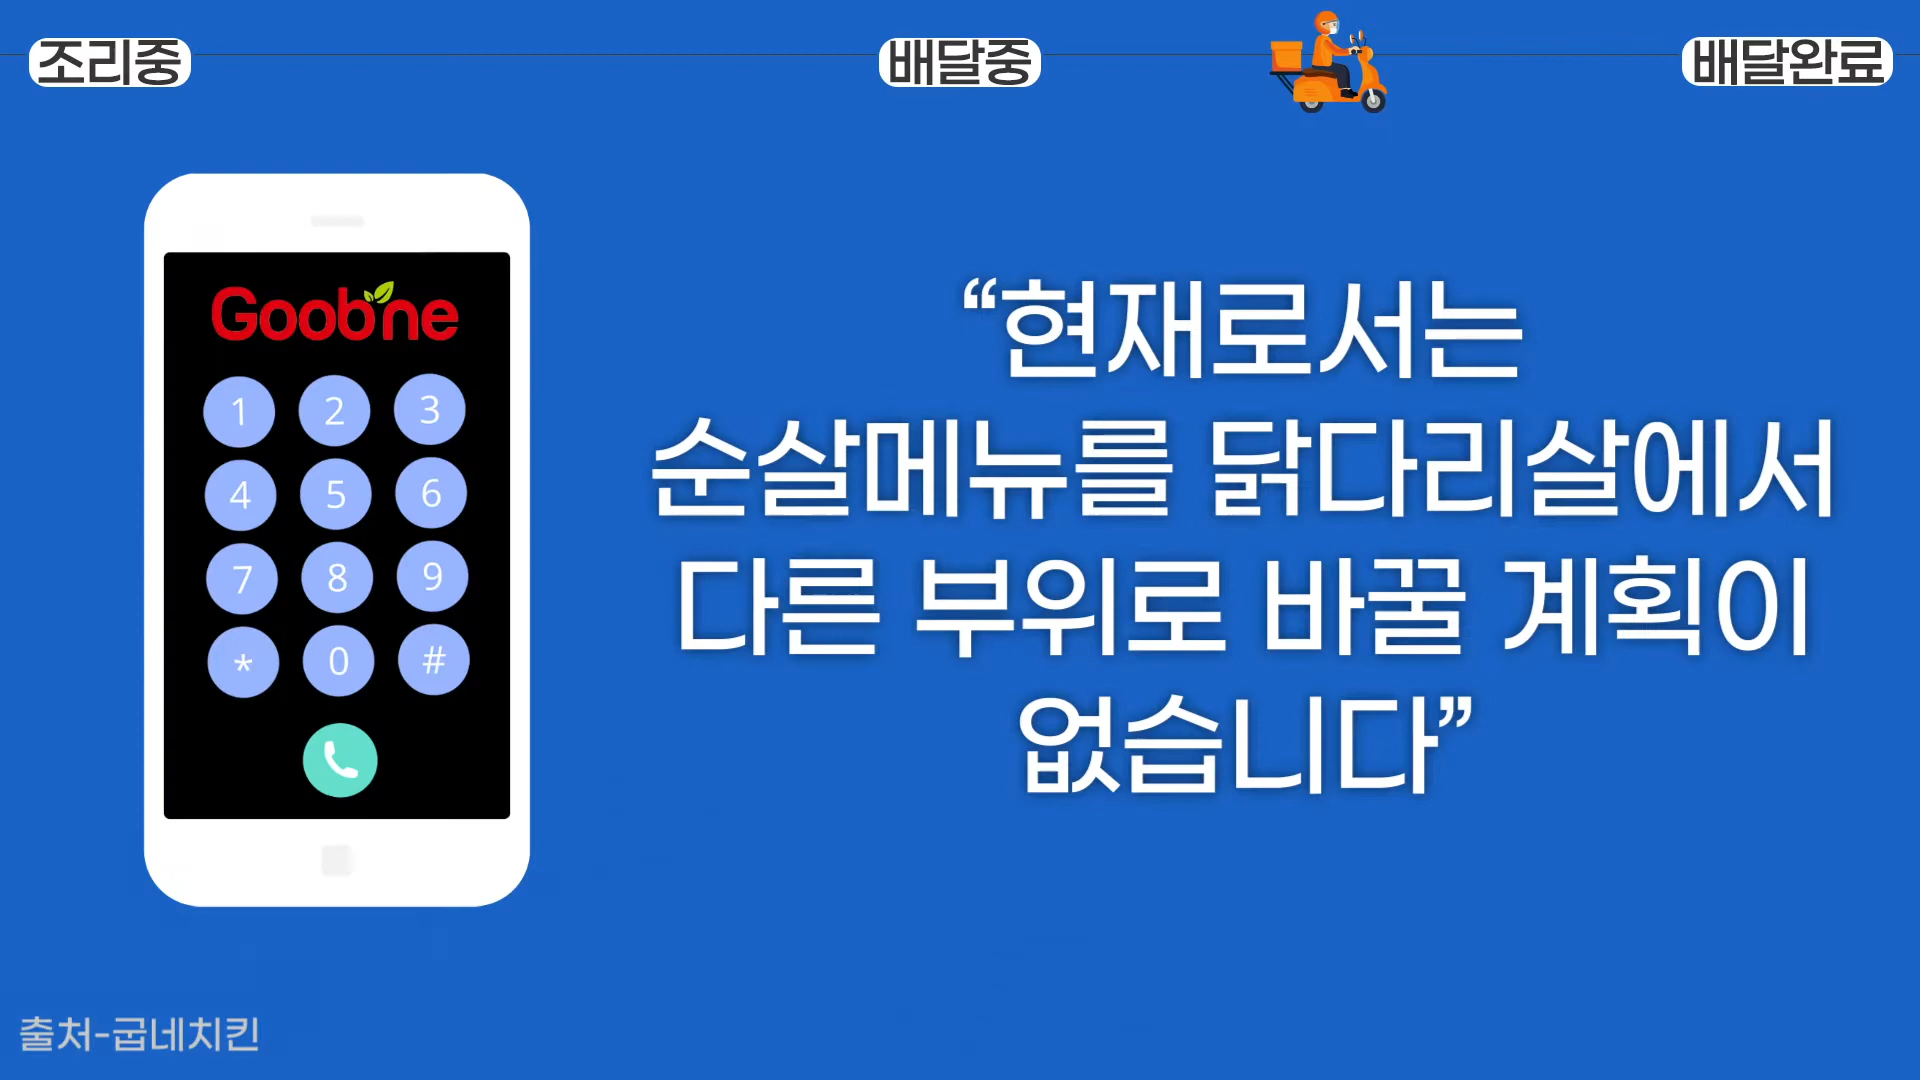 조리중
배달중
배달완료
Goobne
1 2 3
4 5 6
7 8 9
* 0 #
“현재로서는
순살메뉴를 닭다리살에서
다른 부위로 바꿀 계획이
없습니다”
출처-굽네치킨